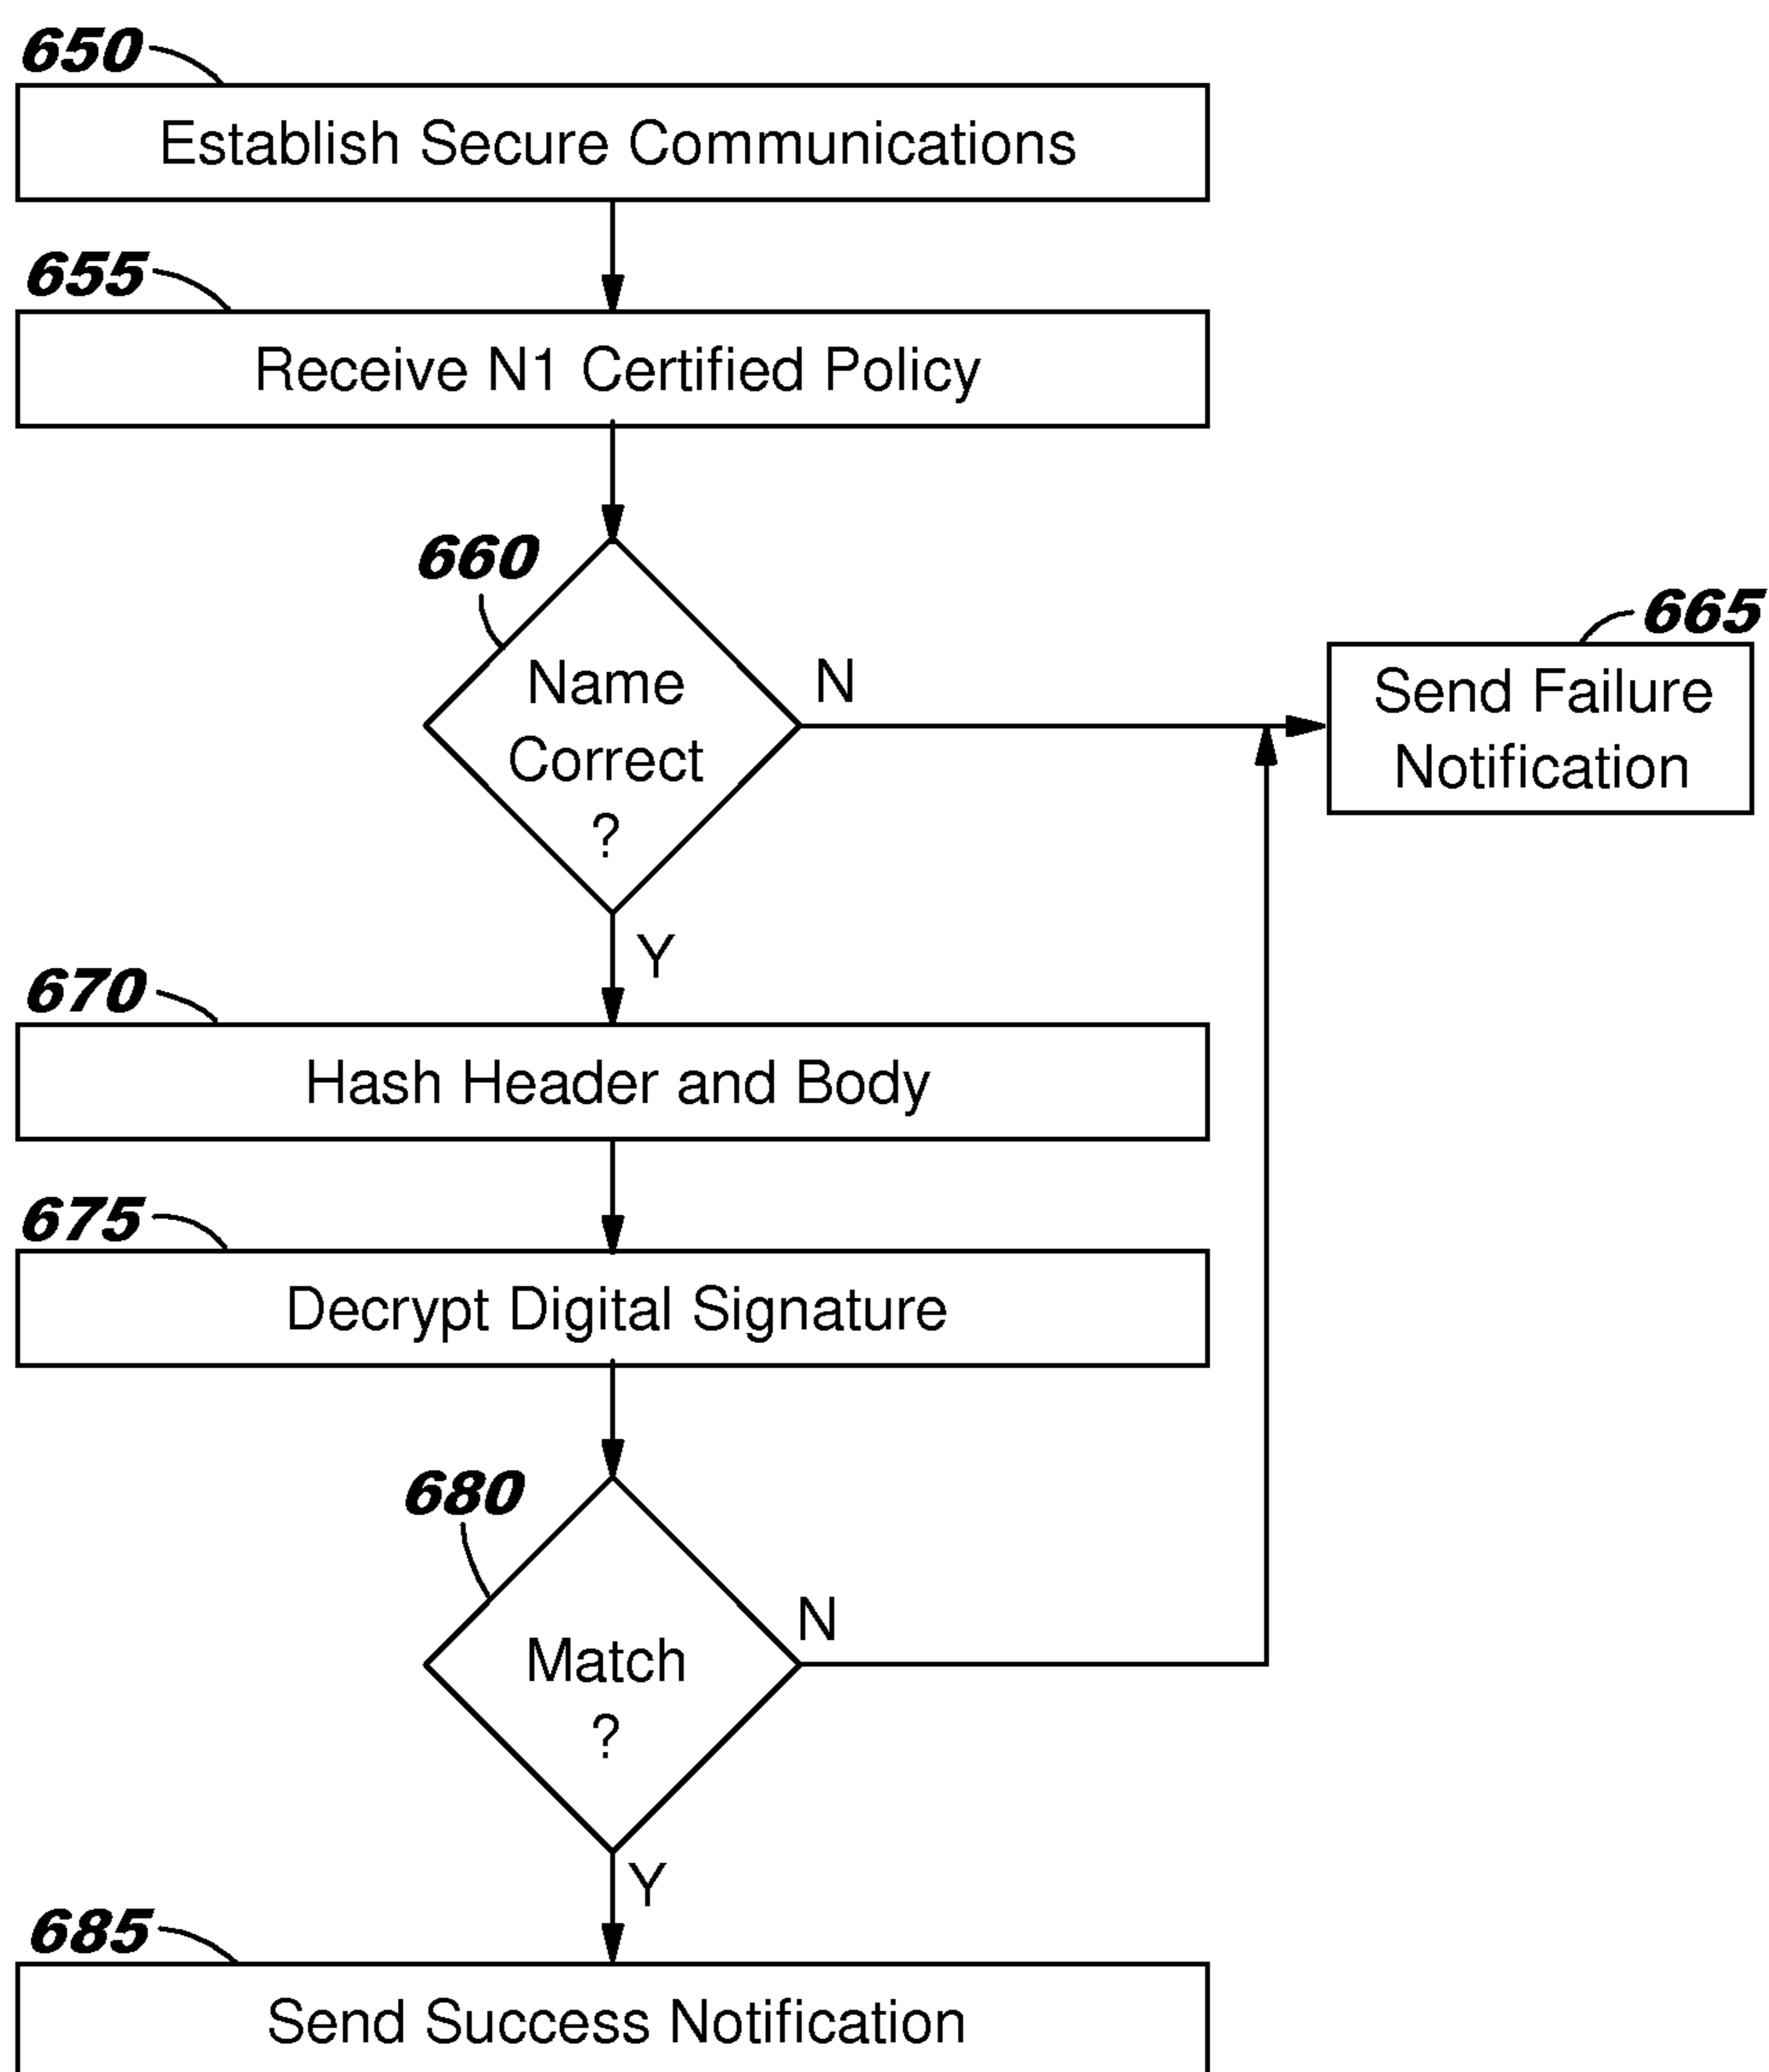 650
Establish Secure Communications
655
Receive N1 Certified Policy
660
Name
Correct
?
N
665
Send Failure
Notification
Y
670
Hash Header and Body
675
Decrypt Digital Signature
680
Match
?
N
Y
685
Send Success Notification